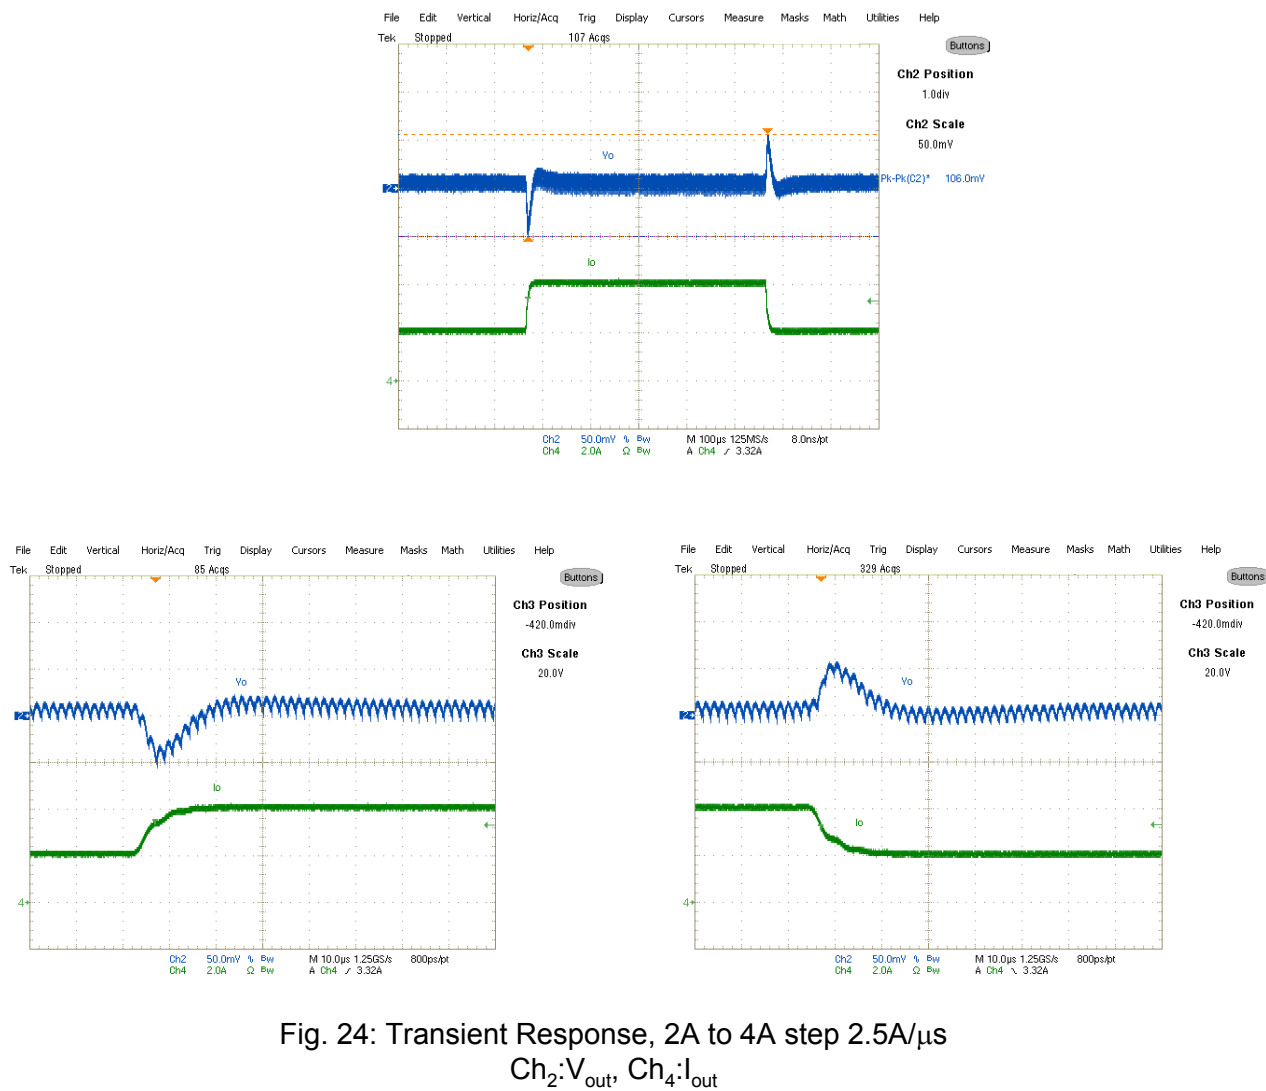 File Edit Vertical Horiz/Acq Trig Display Cursors Measure Masks Math Utilities Help
Tek Stopped 107 Acqs
Buttons
Ch2 Position
1.0div
Ch2 Scale
50.0mV
Vo
2
Pk-Pk(C2)* 106.0mV
Io
4
Ch2 50.0mV % Bw M 100µs 125MS/s 8.0ns/pt
Ch4 2.0A Ω Bw A Ch4 ⌿ 3.32A
File Edit Vertical Horiz/Acq Trig Display Cursors Measure Masks Math Utilities Help
Tek Stopped 85 Acqs
Buttons
Ch3 Position
-420.0mdiv
Ch3 Scale
20.0V
Vo
2
Io
4
Ch2 50.0mV % Bw M 10.0µs 1.25GS/s 800ps/pt
Ch4 2.0A Ω Bw A Ch4 3.32A
File Edit Vertical Horiz/Acq Trig Display Cursors Measure Masks Math Utilities Help
Tek Stopped 329 Acqs
Buttons
Ch3 Position
-420.0mdiv
Ch3 Scale
20.0V
Vo
2
Io
4
Ch2 50.0mV % Bw M 10.0µs 1.25GS/s 800ps/pt
Ch4 2.0A Ω Bw A Ch4 3.32A
Fig. 24: Transient Response, 2A to 4A step 2.5A/µs
Ch2:Vout, Ch4:Iout